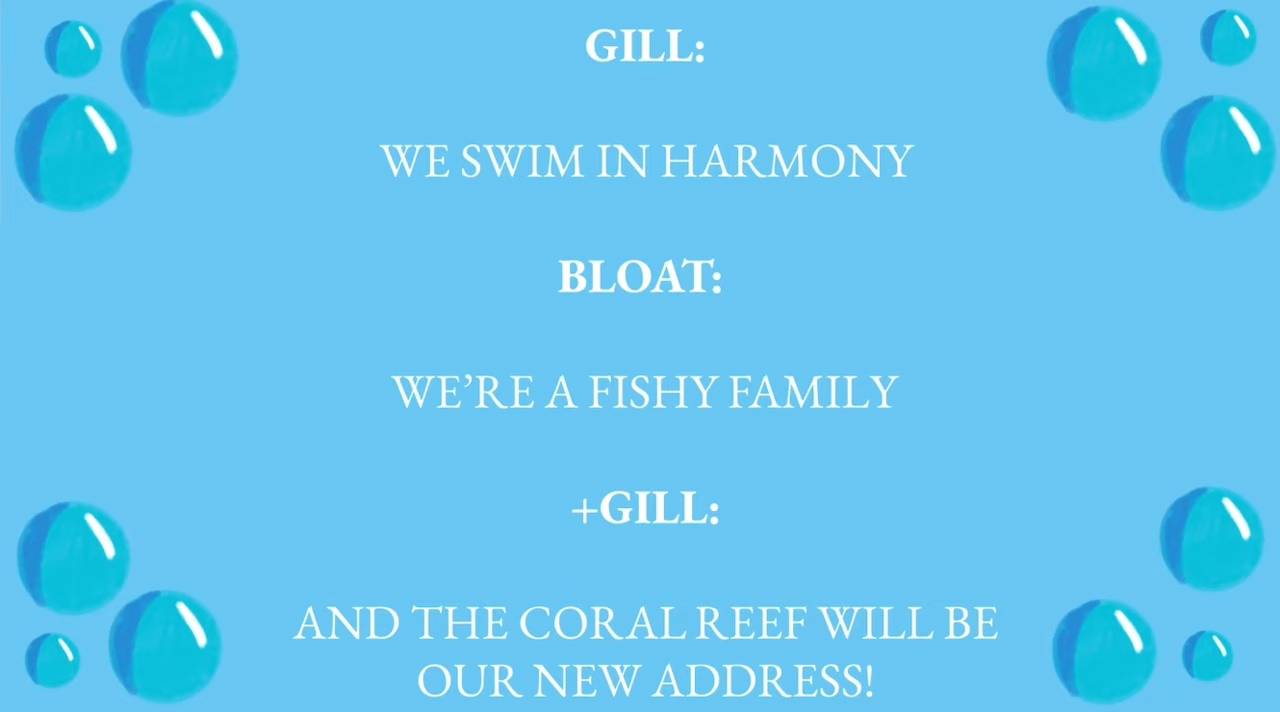 GILL:
WE SWIM IN HARMONY
BLOAT:
WE’RE A FISHY FAMILY
+GILL:
AND THE CORAL REEF WILL BE
OUR NEW ADDRESS!